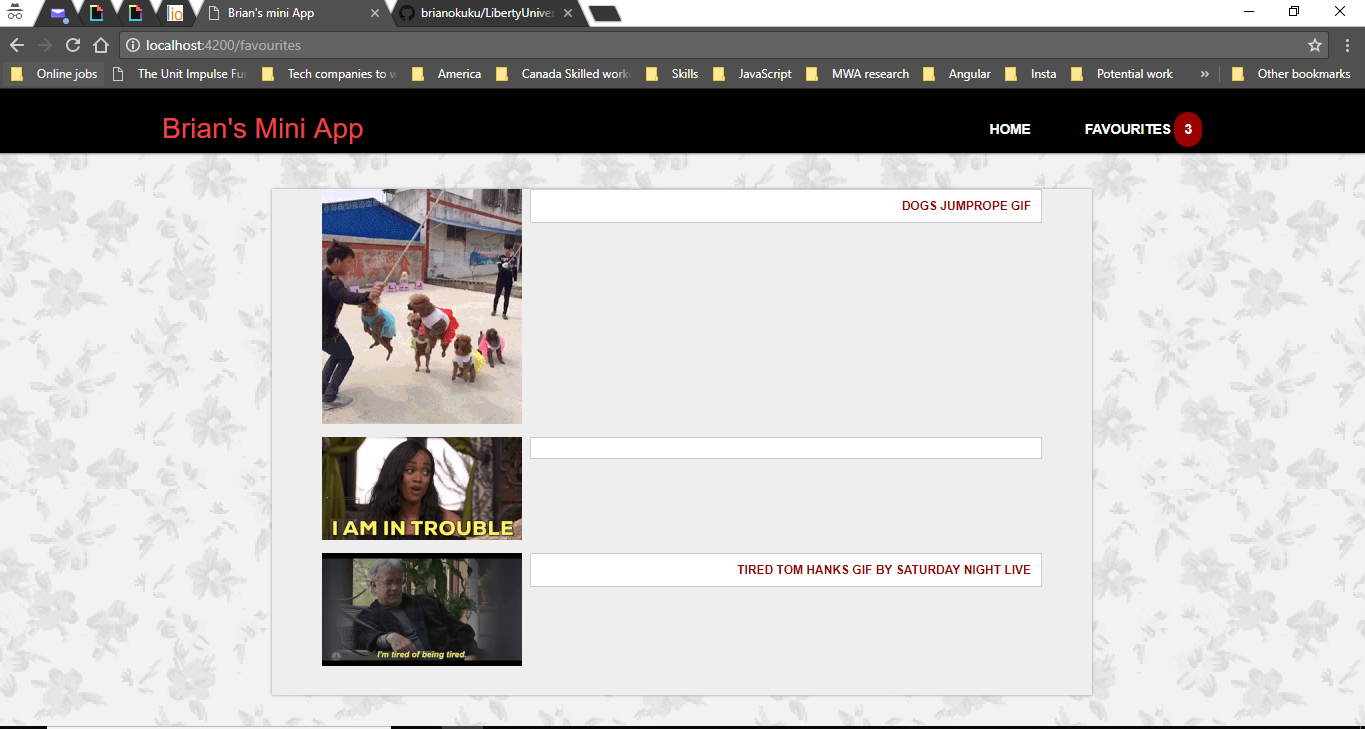 io
Brian's mini App
brianokuku/LibertyUniver
localhost:4200/favourites
Online jobs
The Unit Impulse Fun
Tech companies to w
America
Canada Skilled work
Skills
JavaScript
MWA research
Angular
Insta
Potential work
»
Other bookmarks
Brian's Mini App
HOME
FAVOURITES 3
DOGS JUMPROPE GIF
I AM IN TROUBLE
TIRED TOM HANKS GIF BY SATURDAY NIGHT LIVE
I'm tired of being tired.